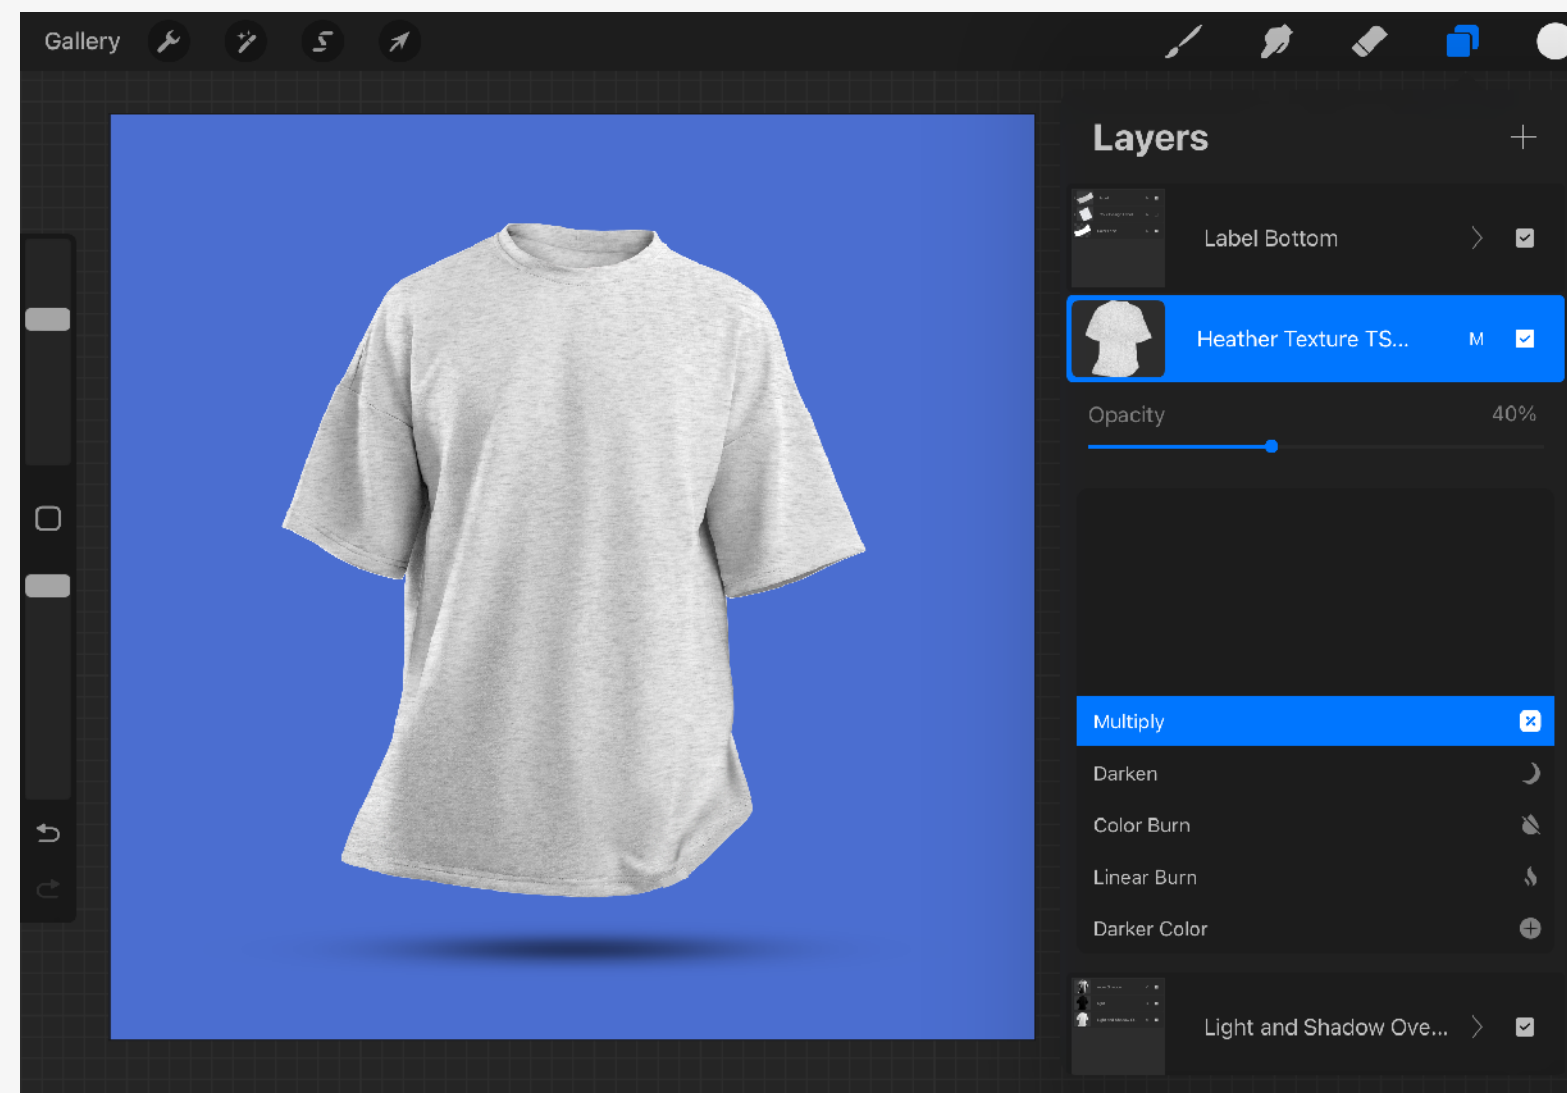 Gallery
Layers
Label Bottom
Heather Texture TS... M
Opacity 40%
Multiply
Darken
Color Burn
Linear Burn
Darker Color
Light and Shadow Ove...